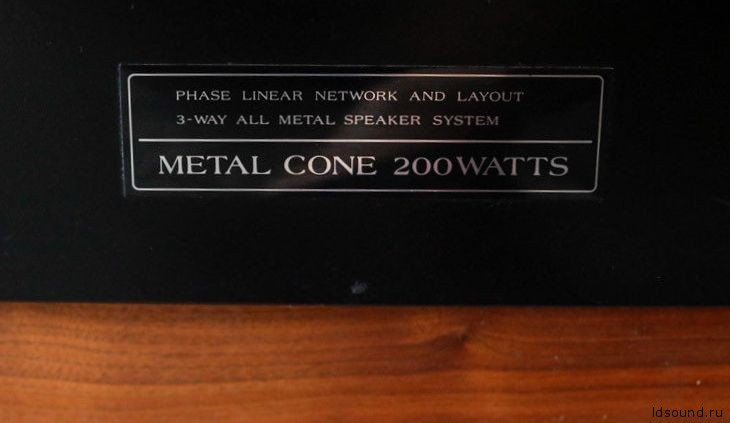 PHASE LINEAR NETWORK AND LAYOUT
3-WAY ALL METAL SPEAKER SYSTEM
METAL CONE 200WATTS
ldsound.ru